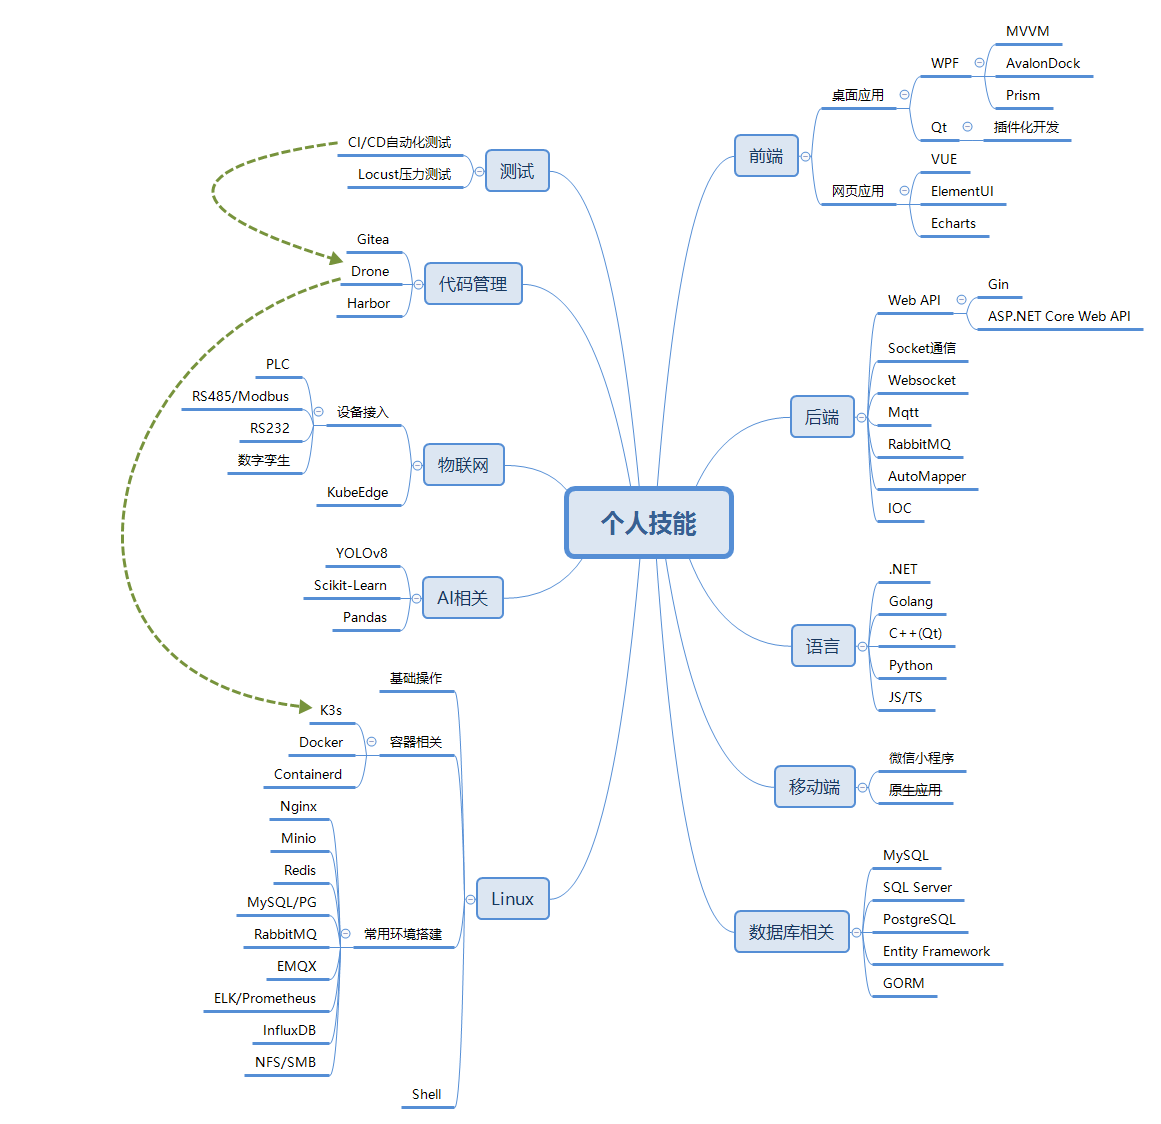 个人技能
前端
桌面应用
WPF
MVVM
AvalonDock
Prism
Qt
插件化开发
网页应用
VUE
ElementUI
Echarts
后端
Web API
Gin
ASP.NET Core Web API
Socket通信
Websocket
Mqtt
RabbitMQ
AutoMapper
IOC
语言
.NET
Golang
C++(Qt)
Python
JS/TS
移动端
微信小程序
原生应用
数据库相关
MySQL
SQL Server
PostgreSQL
Entity Framework
GORM
测试
CI/CD自动化测试
Locust压力测试
代码管理
Gitea
Drone
Harbor
物联网
设备接入
PLC
RS485/Modbus
RS232
数字孪生
KubeEdge
AI相关
YOLOv8
Scikit-Learn
Pandas
Linux
基础操作
容器相关
K3s
Docker
Containerd
常用环境搭建
Nginx
Minio
Redis
MySQL/PG
RabbitMQ
EMQX
ELK/Prometheus
InfluxDB
NFS/SMB
Shell